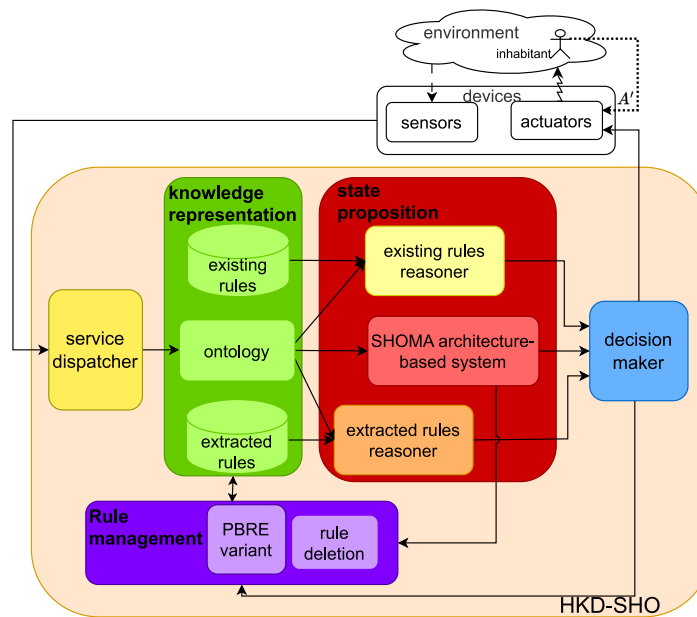 environment
inhabitant
devices
A′
sensors
actuators
knowledge
representation
state
proposition
existing
rules
existing rules
reasoner
service
dispatcher
ontology
SHOMA architecture-
based system
decision
maker
extracted
rules
extracted rules
reasoner
Rule
management
PBRE
variant
rule
deletion
HKD-SHO